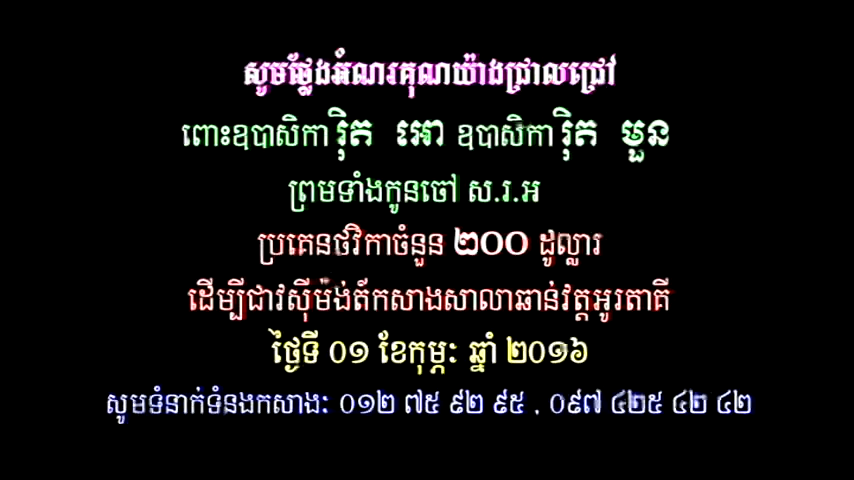 សូមថ្លែងអំណរគុណយ៉ាងជ្រាលជ្រៅ
ពោះឧបាសិកា រ៉ិត អោ ឧបាសិកា រ៉ិត មួន
ព្រមទាំងកូនចៅ ស.រ.អ
ប្រគេនថវិកាចំនួន ២០០ ដូល្លារ
ដើម្បីជាវស៊ីម៉ង់ត៍កសាងសាលាឆាន់វត្តអូរតាគី
ថ្ងៃទី ០១ ខែកុម្ភៈ ឆ្នាំ ២០១៦
សូមទំនាក់ទំនងកសាងៈ ០១២ ៧៥ ៩២ ៩៥ , ០៩៧ ៤២៥ ៤២ ៤២